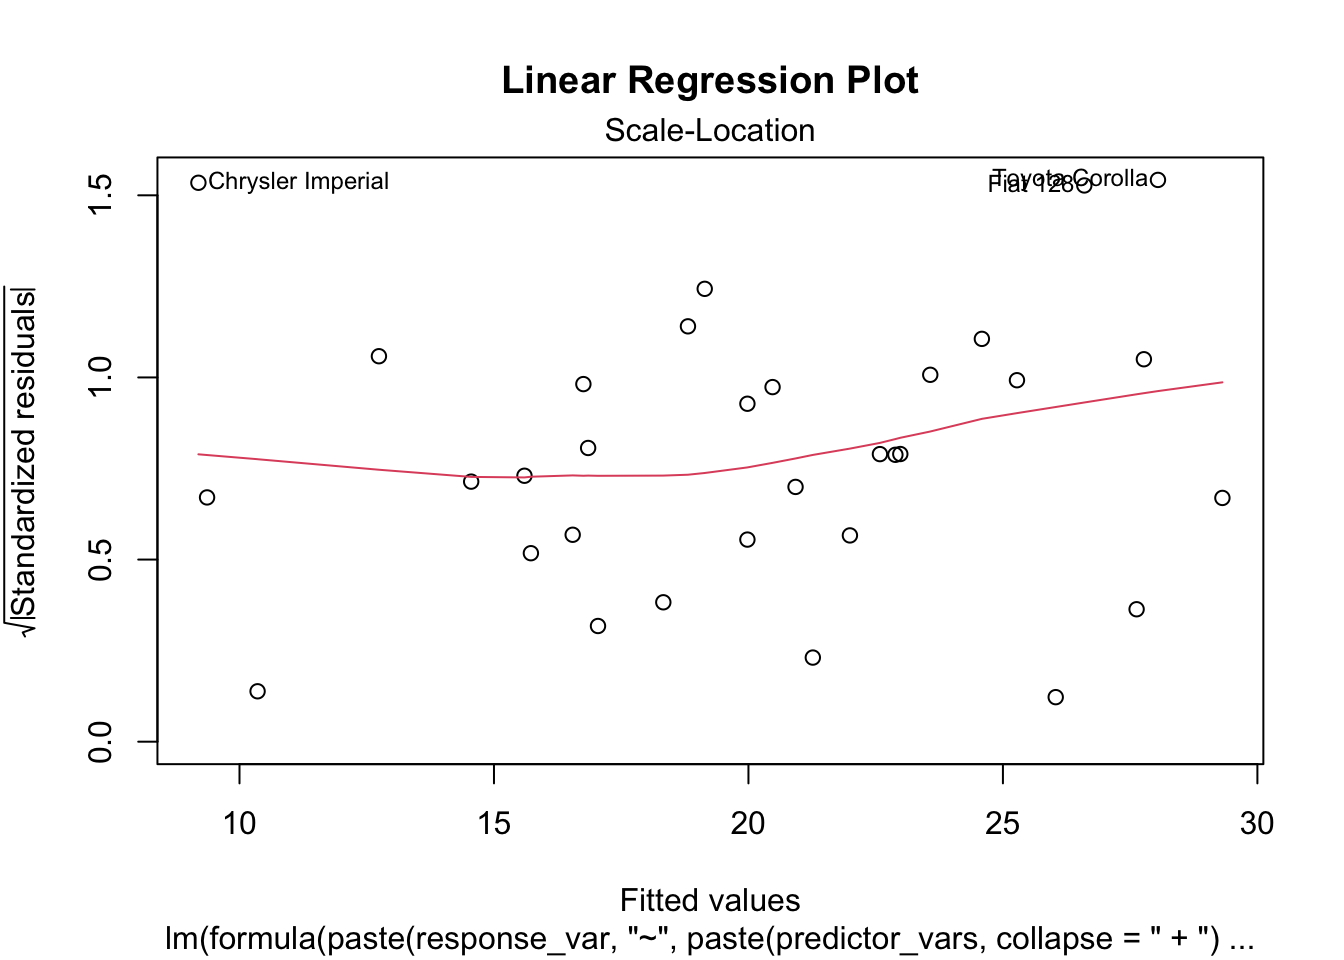 Linear Regression Plot
Scale-Location
Chrysler Imperial
Toyota Corolla
Fiat 128
√|Standardized residuals|
1.5
1.0
0.5
0.0
10 15 20 25 30
Fitted values
lm(formula(paste(response_var, "~", paste(predictor_vars, collapse = " + ") ...